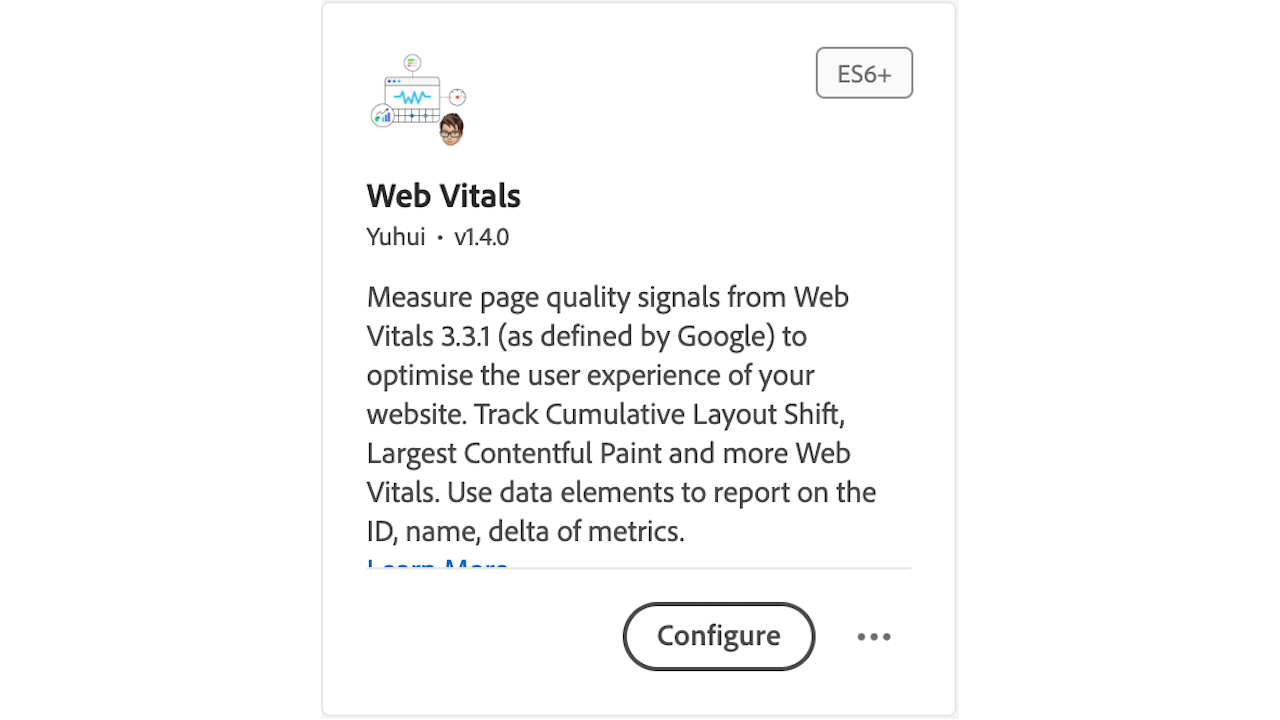 ES6+
Web Vitals
Yuhui • v1.4.0
Measure page quality signals from Web
Vitals 3.3.1 (as defined by Google) to
optimise the user experience of your
website. Track Cumulative Layout Shift,
Largest Contentful Paint and more Web
Vitals. Use data elements to report on the
ID, name, delta of metrics.
Learn More
Configure